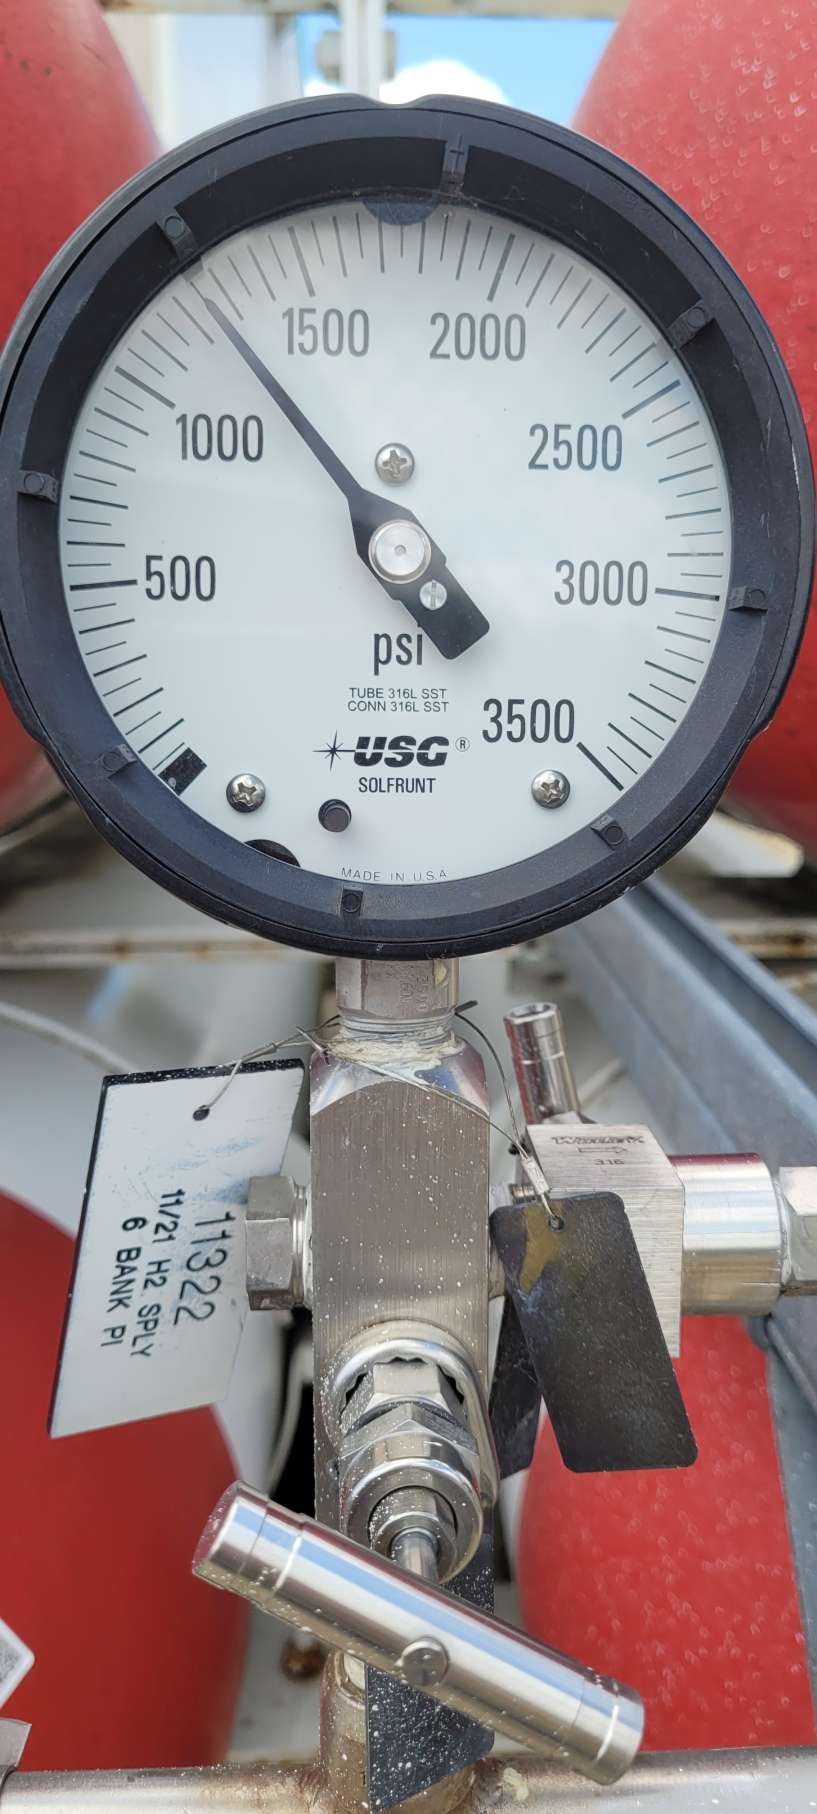 1500
2000
1000
2500
500
3000
psi
TUBE 316L SST
CONN 316L SST
3500
USG ®
SOLFRUNT
MADE IN U.S.A
11322
11/21 H2 SPLY
6 BANK PI
316